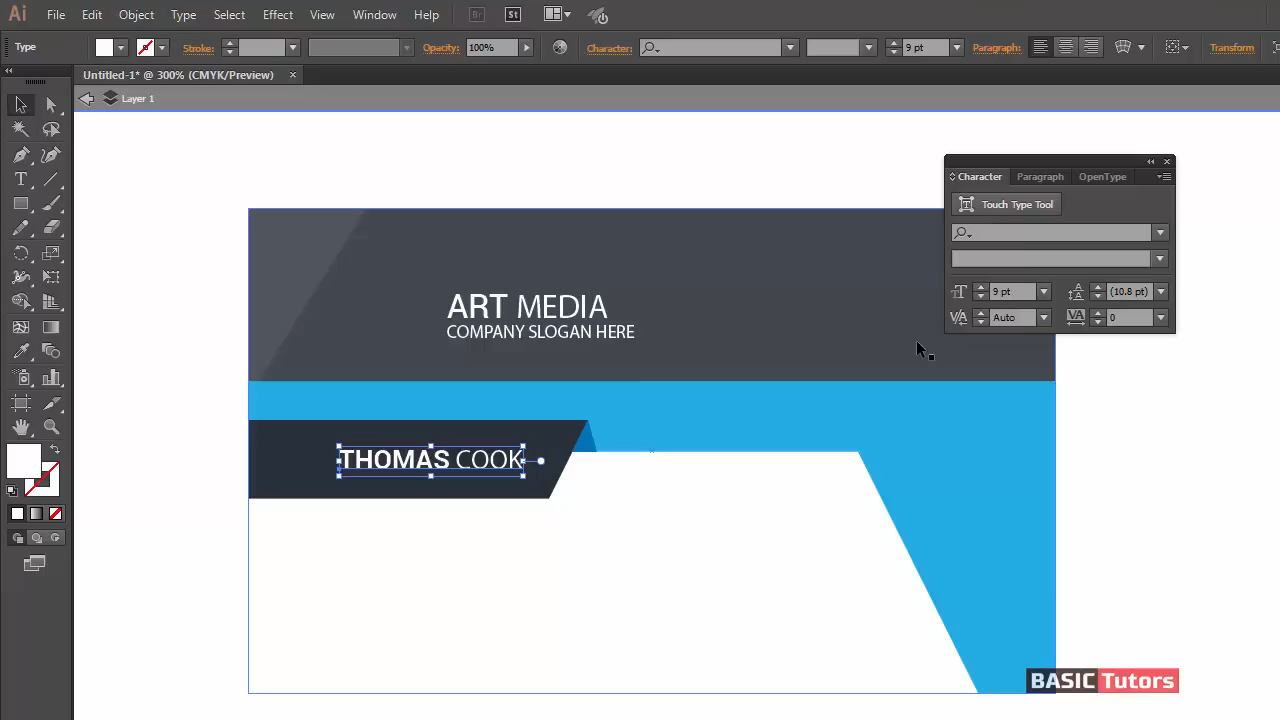 Ai File Edit Object Type Select Effect View Window Help Br St
Type Stroke: Opacity: 100% Character: 9 pt Paragraph: Transform
Untitled-1* @ 300% (CMYK/Preview) ×
Layer 1
Character Paragraph OpenType
Touch Type Tool
9 pt (10.8 pt)
Auto 0
ART MEDIA
COMPANY SLOGAN HERE
THOMAS COOK
BASIC Tutors